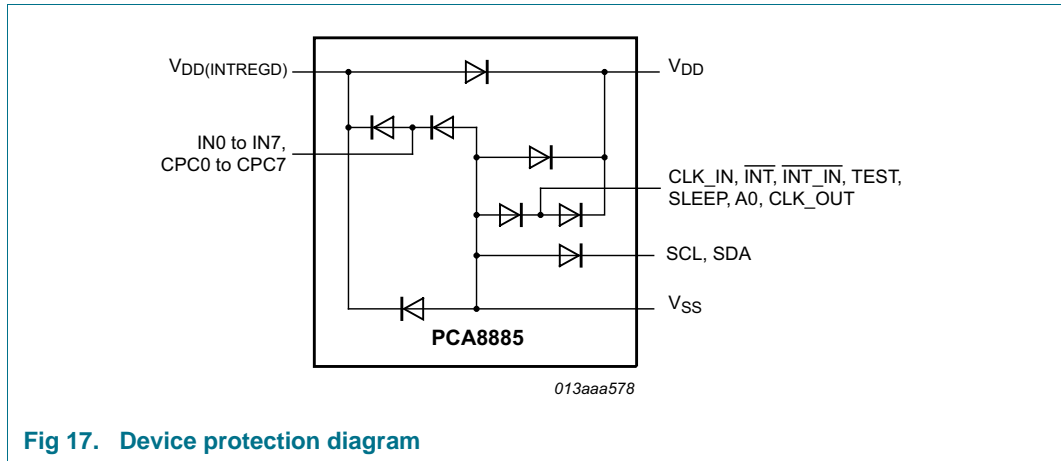 VDD(INTREGD)
VDD
IN0 to IN7,
CPC0 to CPC7
CLK_IN, INT, INT_IN, TEST,
SLEEP, A0, CLK_OUT
SCL, SDA
VSS
PCA8885
013aaa578
Fig 17. Device protection diagram